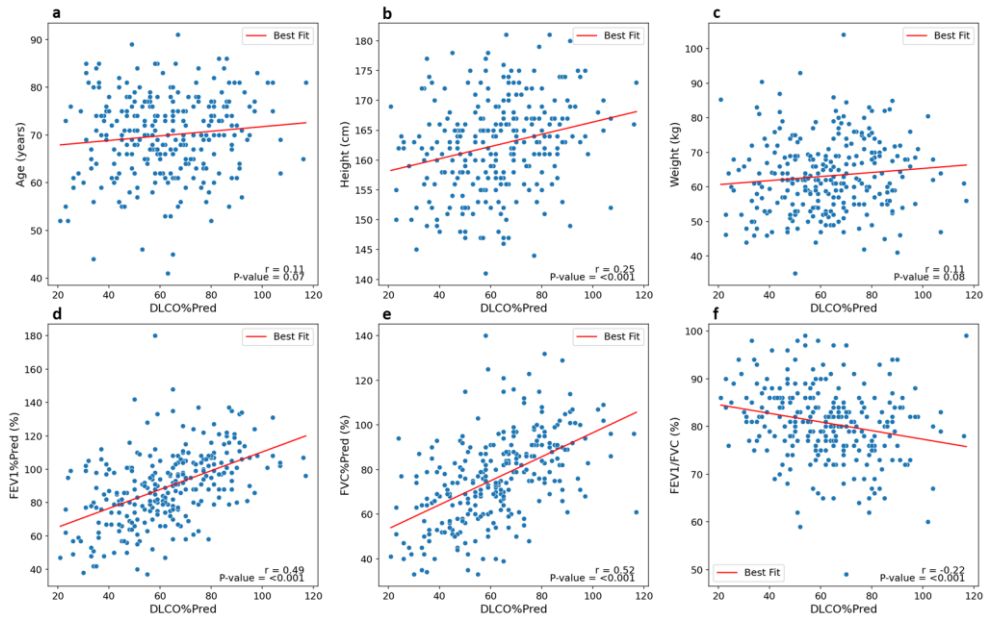 a
Best Fit
90
80
70
60
50
40
Age (years)
r = 0.11
P-value = 0.07
20 40 60 80 100 120
DLCO%Pred
b
Best Fit
180
175
170
165
160
155
150
145
140
Height (cm)
r = 0.25
P-value = <0.001
20 40 60 80 100 120
DLCO%Pred
c
Best Fit
100
90
80
70
60
50
40
30
Weight (kg)
r = 0.11
P-value = 0.08
20 40 60 80 100 120
DLCO%Pred
d
Best Fit
180
160
140
120
100
80
60
40
FEV1%Pred (%)
r = 0.49
P-value = <0.001
20 40 60 80 100 120
DLCO%Pred
e
Best Fit
140
120
100
80
60
40
FVC%Pred (%)
r = 0.52
P-value = <0.001
20 40 60 80 100 120
DLCO%Pred
f
100
90
80
70
60
50
FEV1/FVC (%)
Best Fit
r = -0.22
P-value = <0.001
20 40 60 80 100 120
DLCO%Pred